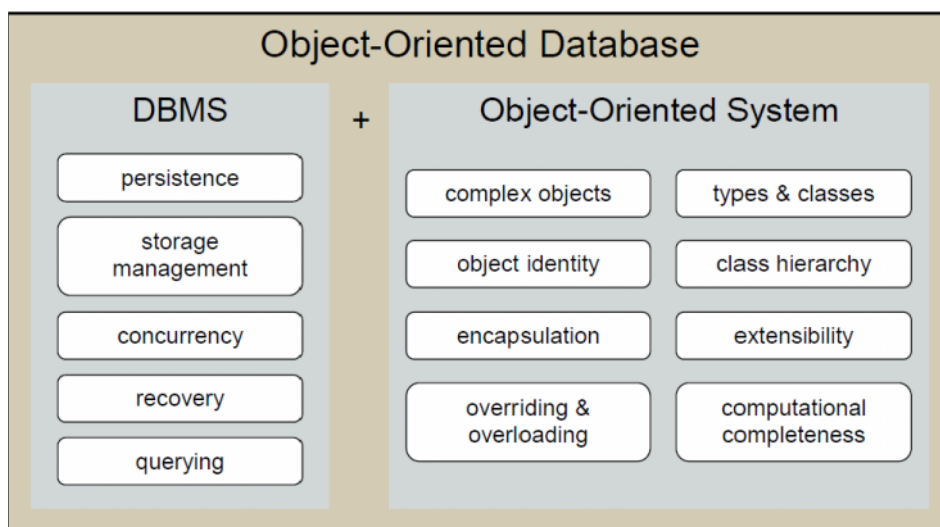 Object-Oriented Database
DBMS
+
Object-Oriented System
persistence
storage
management
concurrency
recovery
querying
complex objects
types & classes
object identity
class hierarchy
encapsulation
extensibility
overriding &
overloading
computational
completeness